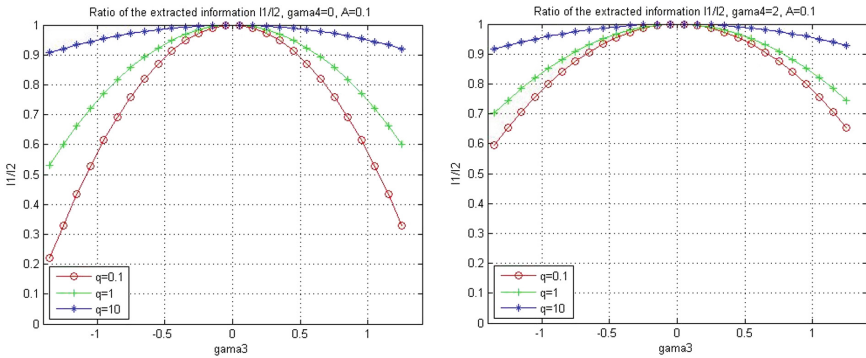 Ratio of the extracted information I1/I2, gama4=0, A=0.1
1
0.9
0.8
0.7
0.6
0.5
0.4
0.3
0.2
0.1
0
I1/I2
q=0.1
q=1
q=10
-1
-0.5
0
0.5
1
gama3
Ratio of the extracted information I1/I2, gama4=2, A=0.1
1
0.9
0.8
0.7
0.6
0.5
0.4
0.3
0.2
0.1
0
I1/I2
q=0.1
q=1
q=10
-1
-0.5
0
0.5
1
gama3